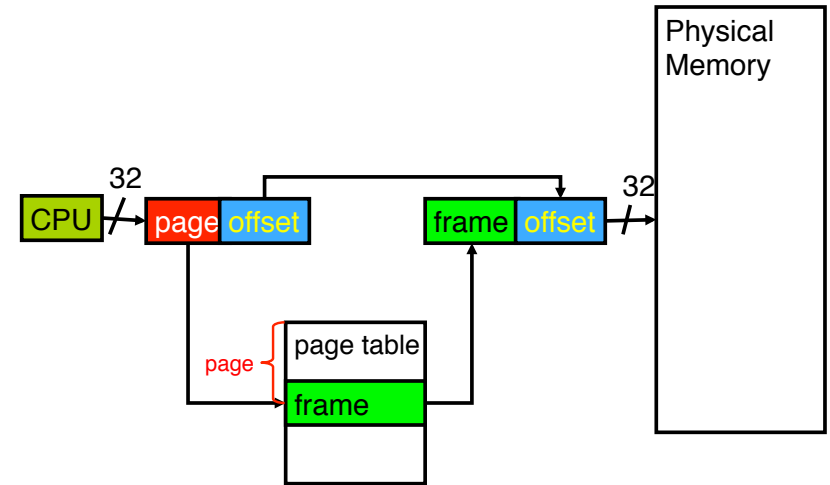 Physical
Memory
32
32
CPU
page
offset
frame
offset
page table
page
frame